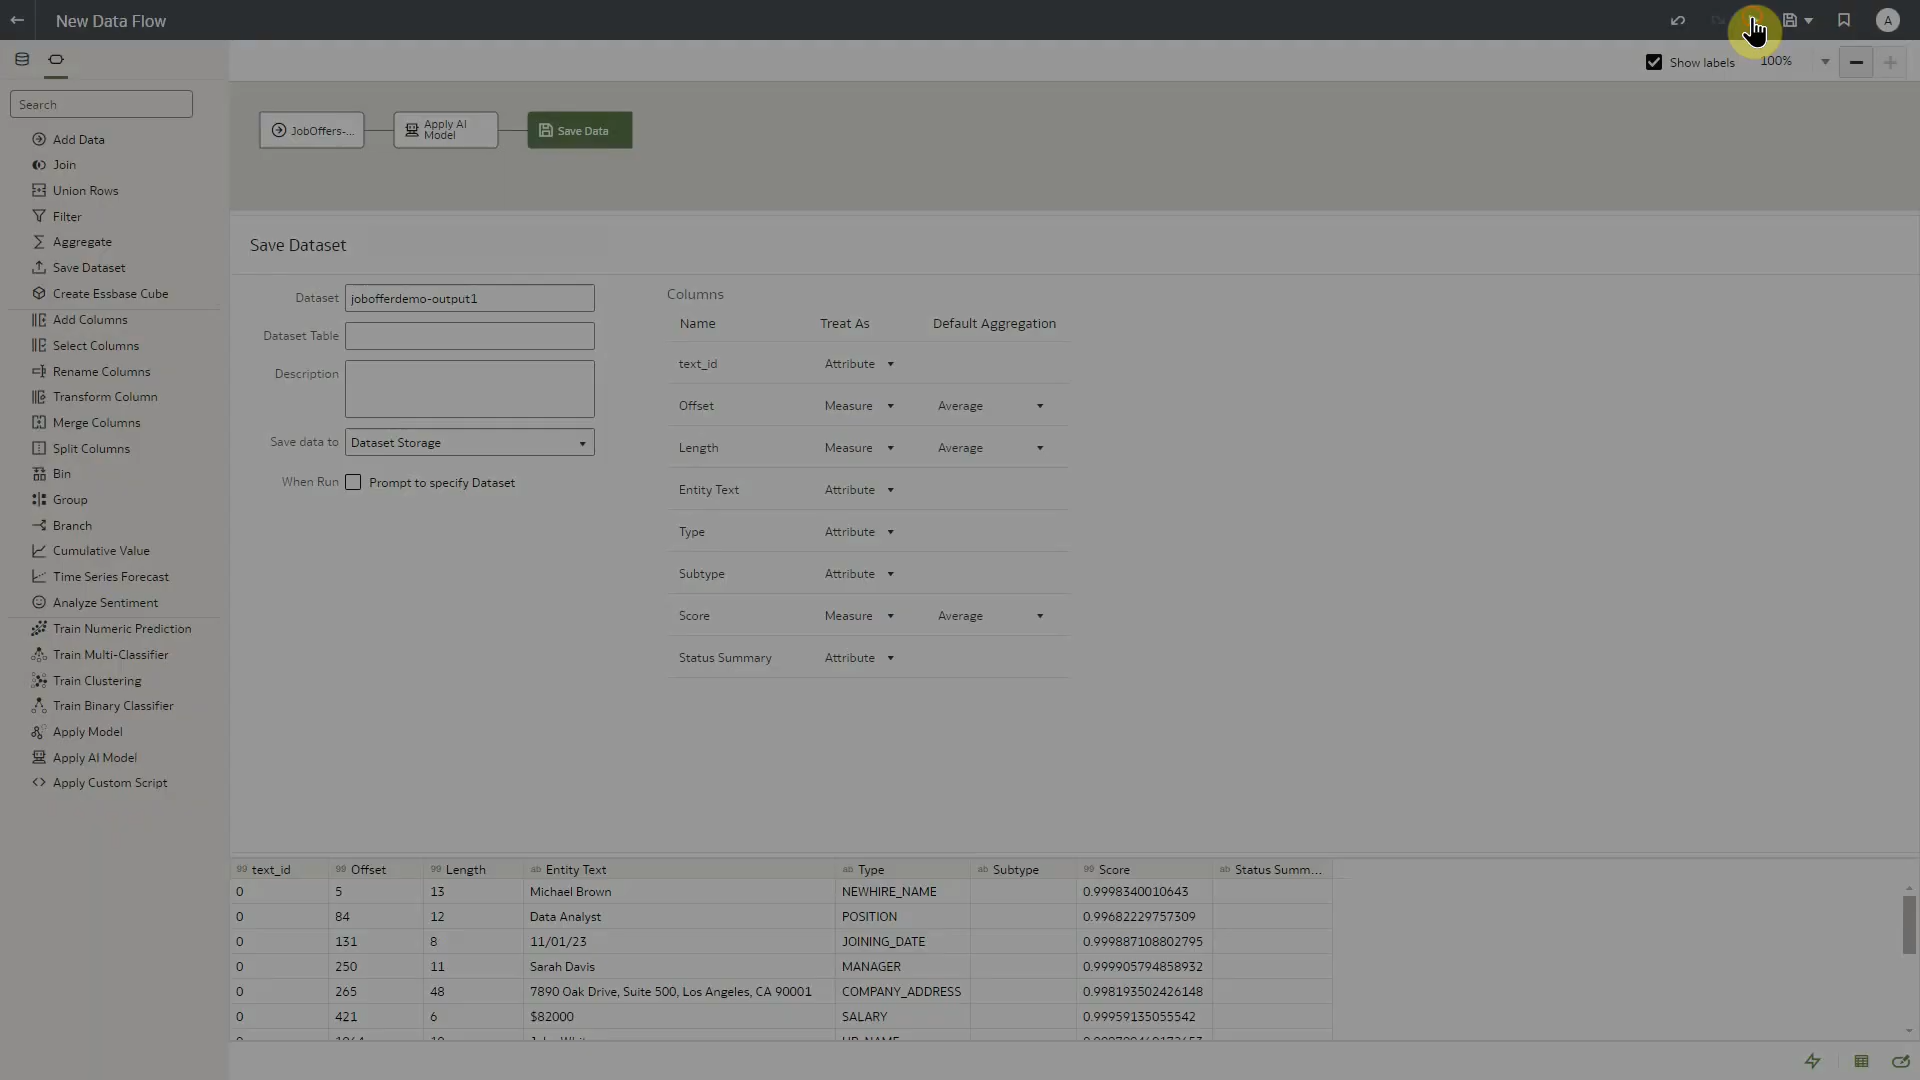 New Data Flow
A
Show labels
100%
Search
Add Data
Join
Union Rows
Filter
Aggregate
Save Dataset
Create Essbase Cube
Add Columns
Select Columns
Rename Columns
Transform Column
Merge Columns
Split Columns
Bin
Group
Branch
Cumulative Value
Time Series Forecast
Analyze Sentiment
Train Numeric Prediction
Train Multi-Classifier
Train Clustering
Train Binary Classifier
Apply Model
Apply AI Model
Apply Custom Script
JobOffers-...
Apply AI
Model
Save Data
Save Dataset
Dataset jobofferdemo-output1
Dataset Table
Description
Save data to Dataset Storage
When Run Prompt to specify Dataset
Columns
Name Treat As Default Aggregation
text_id Attribute
Offset Measure Average
Length Measure Average
Entity Text Attribute
Type Attribute
Subtype Attribute
Score Measure Average
Status Summary Attribute
99 text_id 99 Offset 99 Length ab Entity Text ab Type ab Subtype 99 Score ab Status Summ...
0 5 13 Michael Brown NEWHIRE_NAME 0.9998340010643
0 84 12 Data Analyst POSITION 0.99682229757309
0 131 8 11/01/23 JOINING_DATE 0.999887108802795
0 250 11 Sarah Davis MANAGER 0.999905794858932
0 265 48 7890 Oak Drive, Suite 500, Los Angeles, CA 90001 COMPANY_ADDRESS 0.998193502426148
0 421 6 $82000 SALARY 0.99959135055542